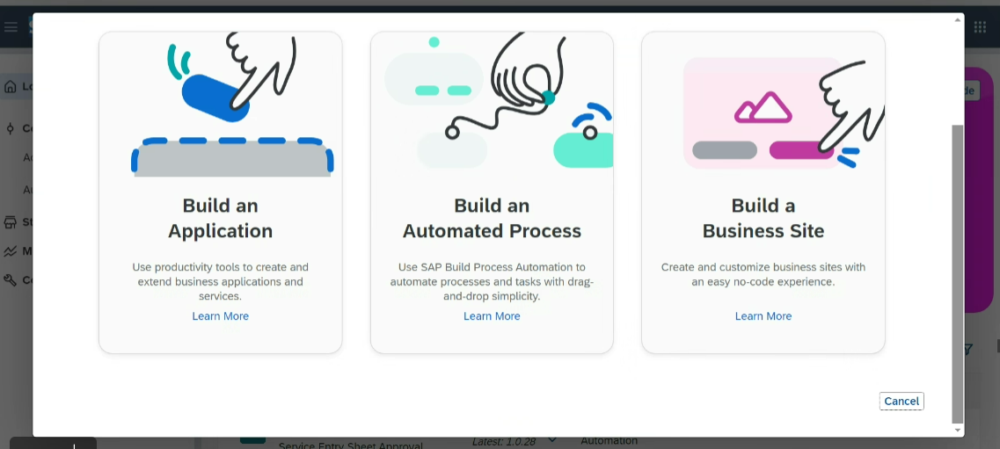 Build an
Application
Use productivity tools to create and
extend business applications and
services.
Learn More
Build an
Automated Process
Use SAP Build Process Automation to
automate processes and tasks with drag-
and-drop simplicity.
Learn More
Build a
Business Site
Create and customize business sites with
an easy no-code experience.
Learn More
Cancel
Service Entry Sheet Approval
Latest: 1.0.28
Automation